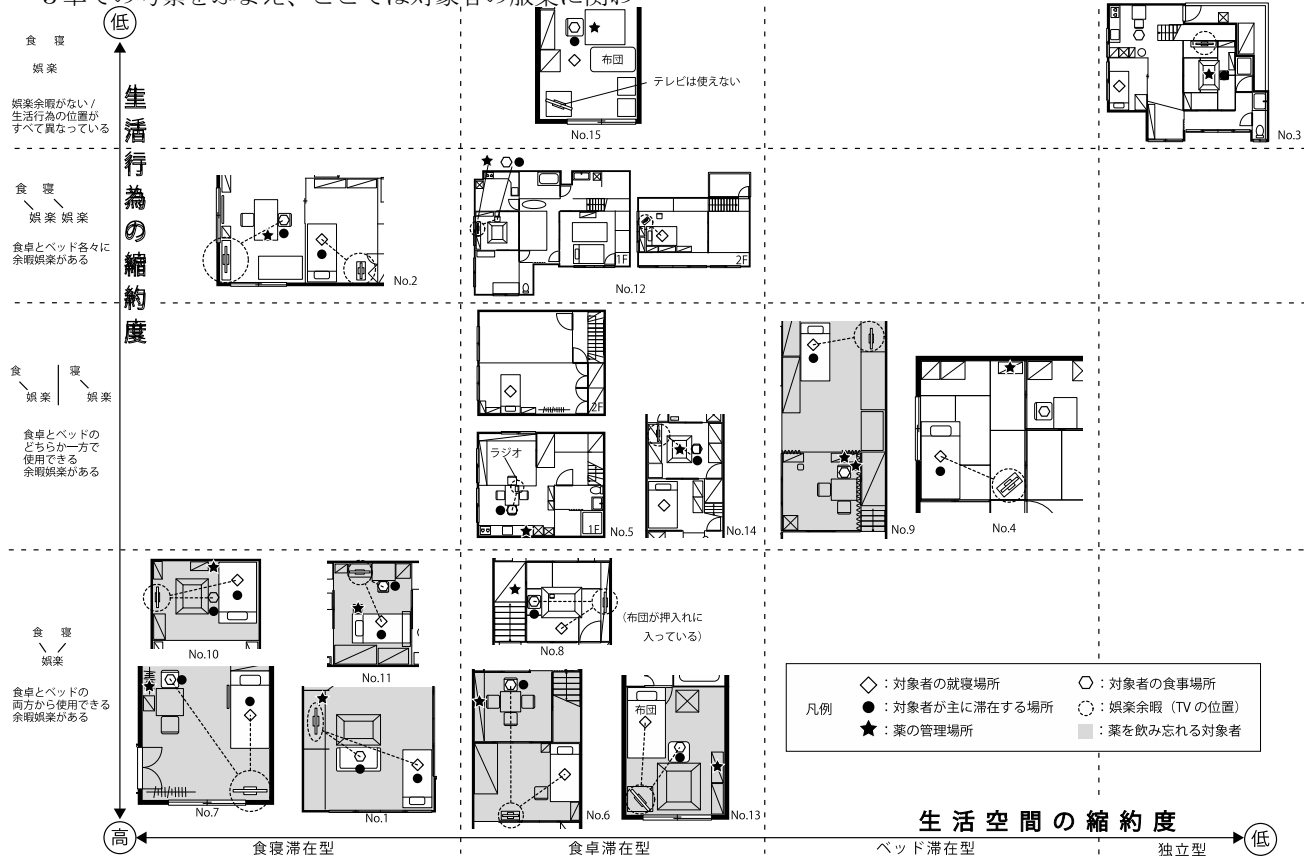 低
食 寝
娯楽
娯楽余暇がない /
生活行為の位置が
すべて異なっている
生活行為の縮約度
布団
テレビは使えない
No.15
No.3
食 寝
娯楽 娯楽
食卓とベッド各々に
余暇娯楽がある
No.2
1F
2F
No.12
食 寝
娯楽 娯楽
食卓とベッドの
どちらか一方で
使用できる
余暇娯楽がある
2F
ラジオ
1F
No.5
No.14
No.9
No.4
食 寝
娯楽
食卓とベッドの
両方から使用できる
余暇娯楽がある
No.10
No.11
No.8
(布団が押入れに
入っている)
No.7
No.1
No.6
布団
No.13
凡例
:対象者の就寝場所
:対象者の食事場所
:対象者が主に滞在する場所
:娯楽余暇(TV の位置)
:薬の管理場所
:薬を飲み忘れる対象者
生活空間の縮約度
高
低
食寝滞在型
食卓滞在型
ベッド滞在型
独立型